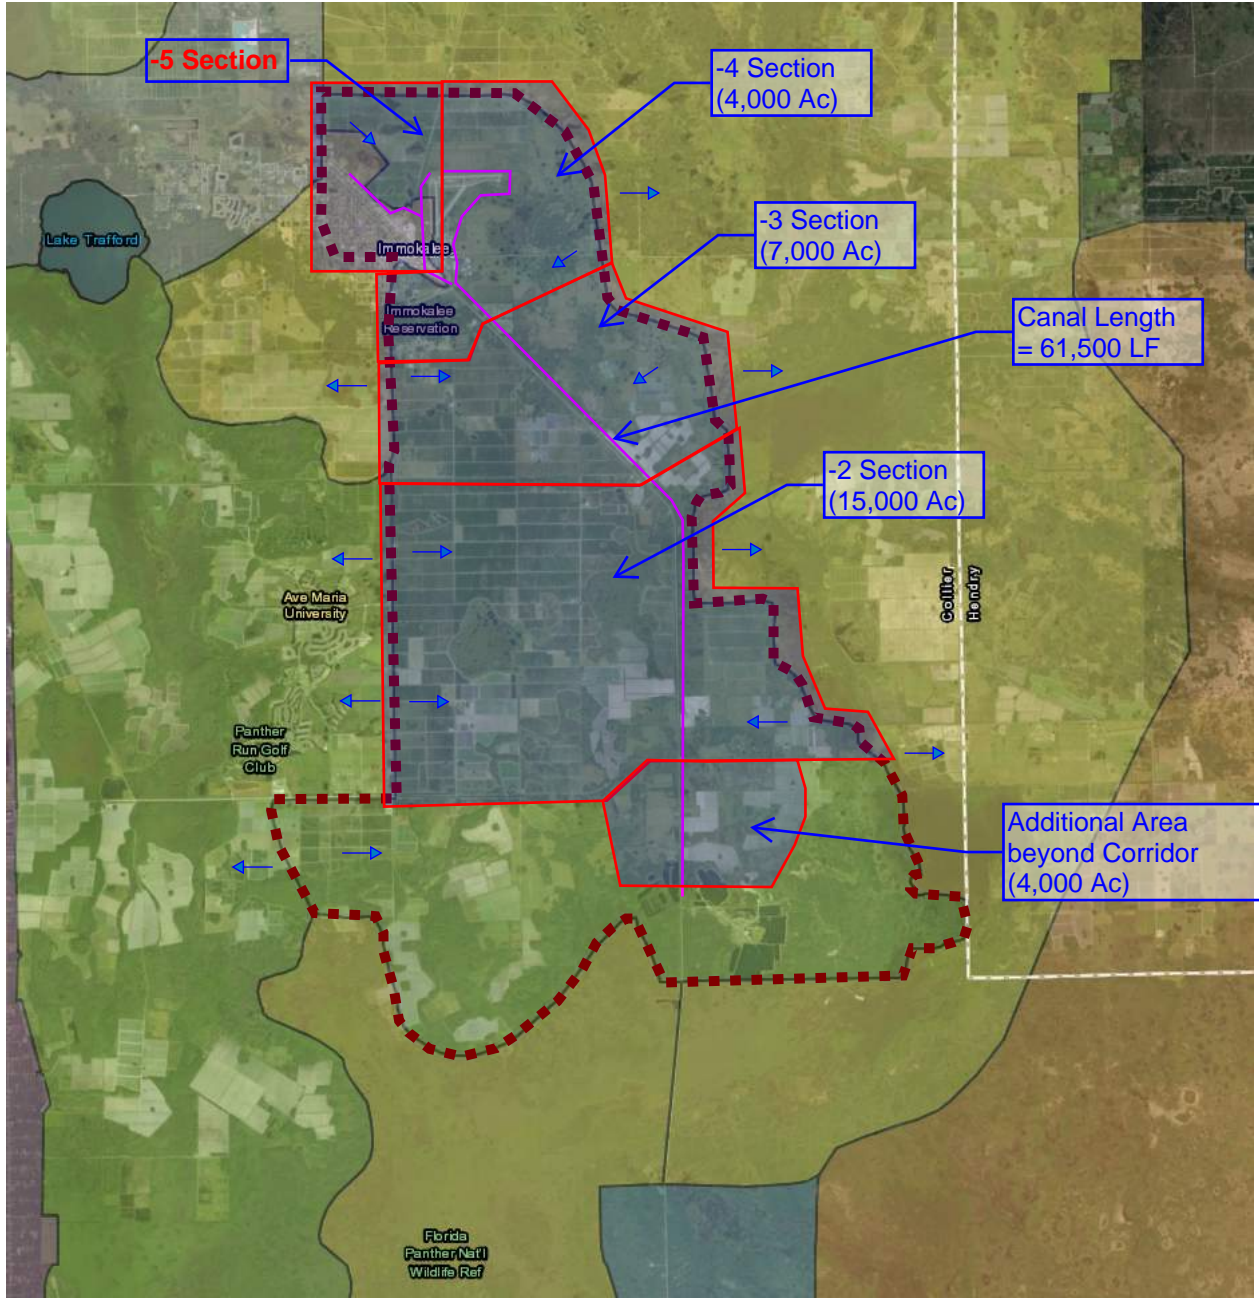 -5 Section
-4 Section
(4,000 Ac)
-3 Section
(7,000 Ac)
Lake Trafford
Immokalee
Immokalee
Reservation
Canal Length
= 61,500 LF
-2 Section
(15,000 Ac)
Ave Maria
University
Collier
Hendry
Panther
Run Golf
Club
Additional Area
beyond Corridor
(4,000 Ac)
Florida
Panther Nat'l
Wildlife Ref